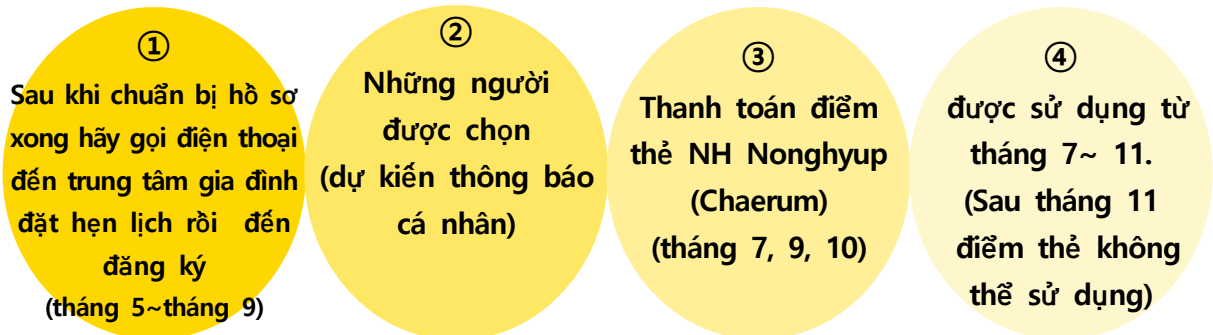 ①
Sau khi chuẩn bị hồ sơ
xong hãy gọi điện thoại
đến trung tâm gia đình
đặt hẹn lịch rồi đến
đăng ký
(tháng 5~tháng 9)
②
Những người
được chọn
(dự kiến thông báo
cá nhân)
③
Thanh toán điểm
thẻ NH Nonghyup
(Chaerum)
(tháng 7, 9, 10)
④
được sử dụng từ
tháng 7~ 11.
(Sau tháng 11
điểm thẻ không
thể sử dụng)